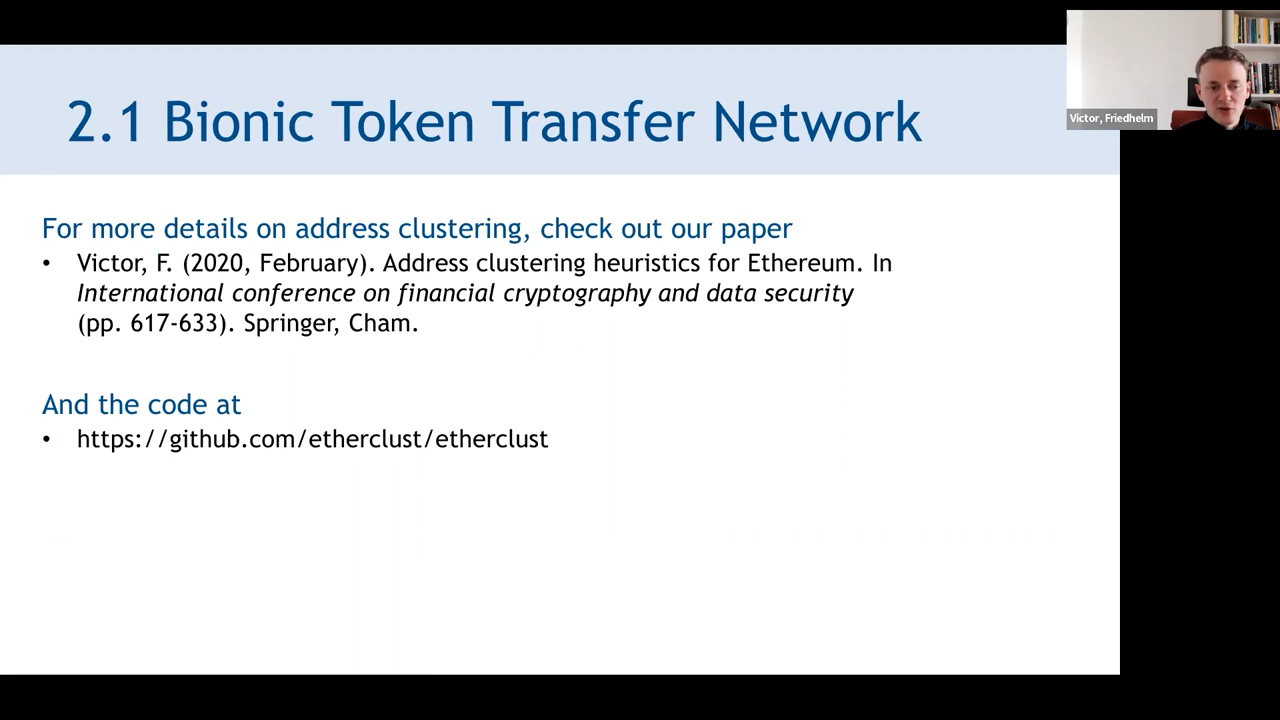 2.1 Bionic Token Transfer Network
Victor, Friedhelm
For more details on address clustering, check out our paper
• Victor, F. (2020, February). Address clustering heuristics for Ethereum. In
International conference on financial cryptography and data security
(pp. 617-633). Springer, Cham.
And the code at
• https://github.com/etherclust/etherclust